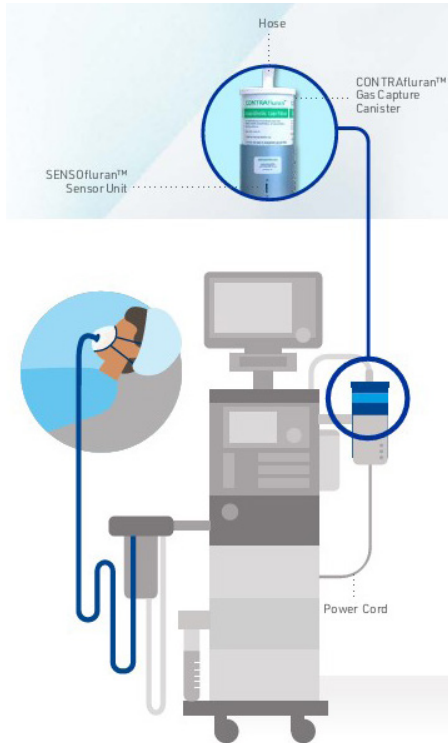 Hose
CONTRAfluran™
Gas Capture
Canister
CONTRAfluran™
SENSOfluran™
Sensor Unit
Power Cord